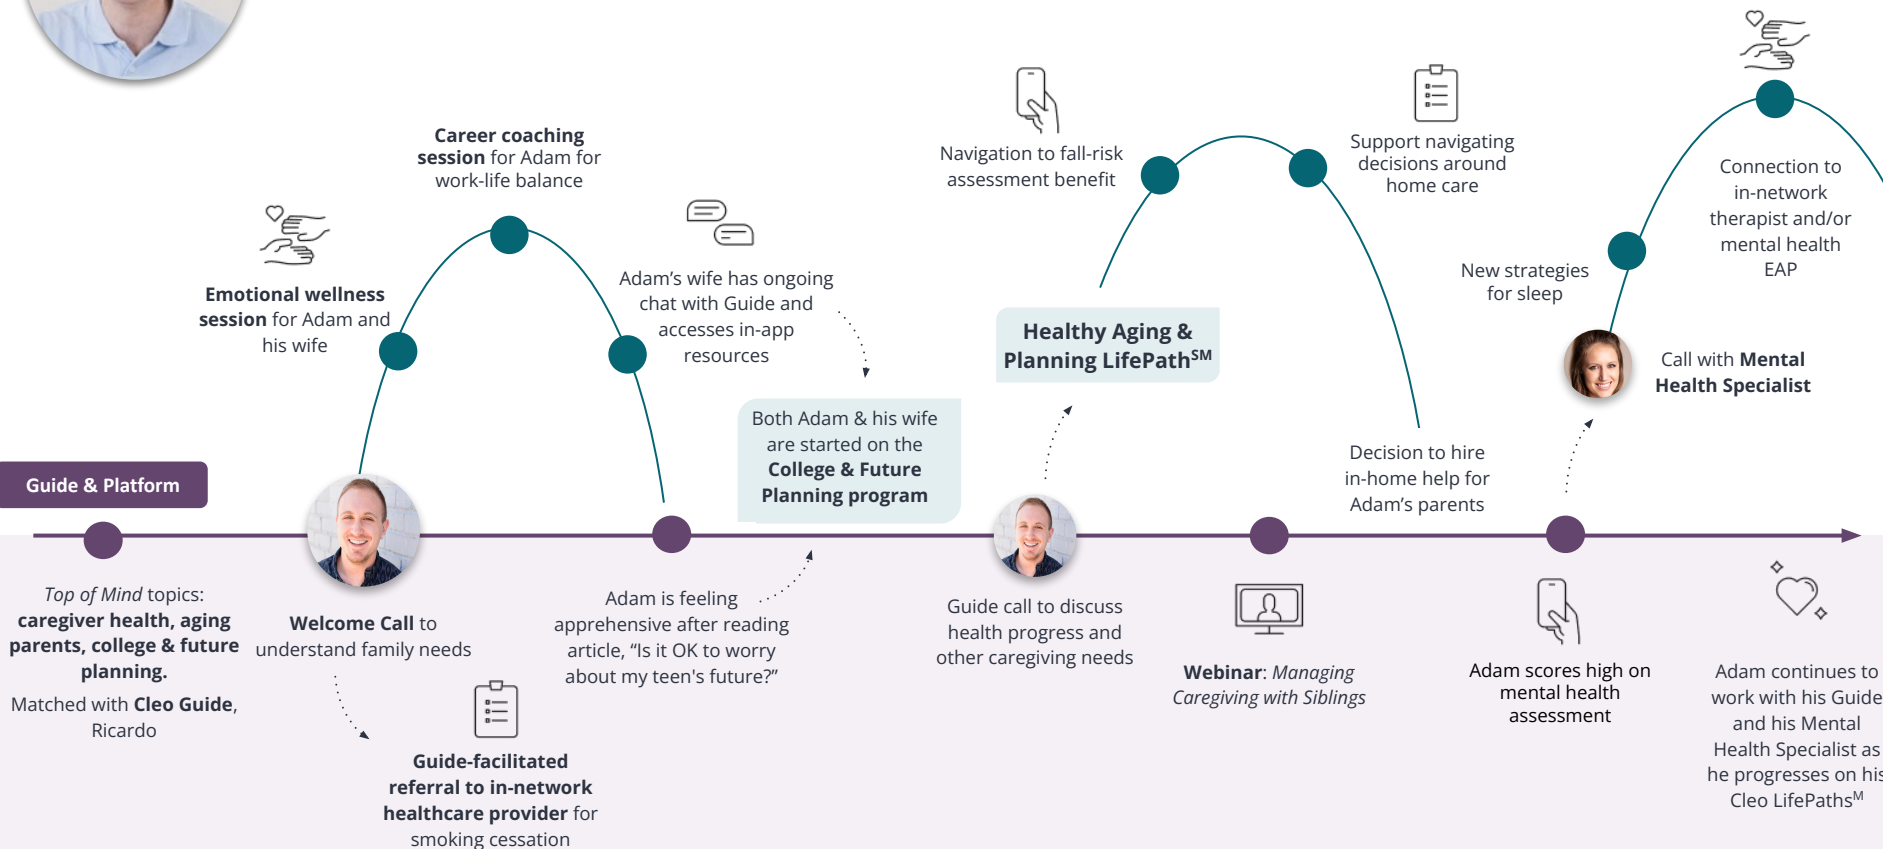 Career coaching
session for Adam for
work-life balance
Emotional wellness
session for Adam and
his wife
Adam’s wife has ongoing
chat with Guide and
accesses in-app
resources
Both Adam & his wife
are started on the
College & Future
Planning program
Navigation to fall-risk
assessment benefit
Healthy Aging &
Planning LifePathSM
Support navigating
decisions around
home care
Decision to hire
in-home help for
Adam’s parents
New strategies
for sleep
Call with Mental
Health Specialist
Connection to
in-network
therapist and/or
mental health
EAP
Guide & Platform
Top of Mind topics:
caregiver health, aging
parents, college & future
planning.
Matched with Cleo Guide,
Ricardo
Welcome Call to
understand family needs
Guide-facilitated
referral to in-network
healthcare provider for
smoking cessation
Adam is feeling
apprehensive after reading
article, “Is it OK to worry
about my teen's future?”
Guide call to discuss
health progress and
other caregiving needs
Webinar: Managing
Caregiving with Siblings
Adam scores high on
mental health
assessment
Adam continues to
work with his Guide
and his Mental
Health Specialist as
he progresses on his
Cleo LifePathsM